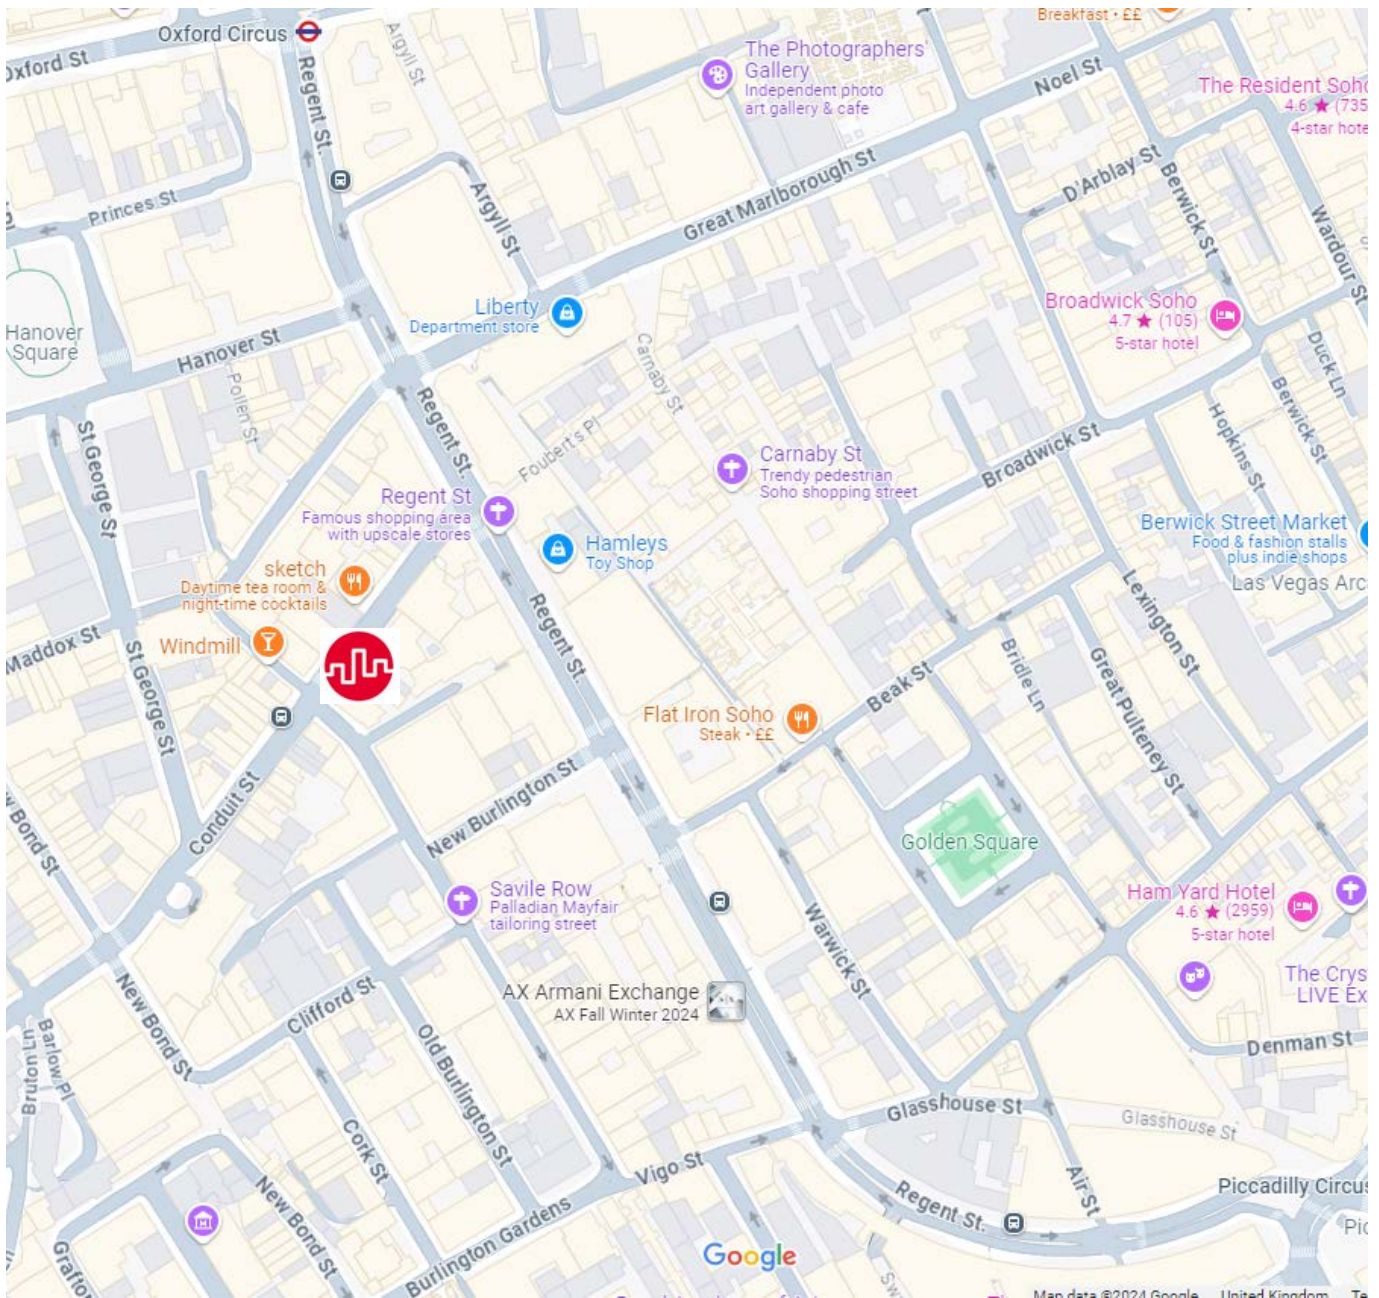 Breakfast • ££
Oxford Circus
Oxford St
Argyll St
Regent St.
The Photographers'
Gallery
Independent photo
art gallery & cafe
Noel St
The Resident Soho
4.6 ★ (735
4-star hote
Princes St
Argyll St
Great Marlborough St
D'Arblay St
Berwick St
Wardour St
Hanover
Square
Hanover St
Liberty
Department store
Broadwick Soho
4.7 ★ (105)
5-star hotel
Pollen St
Carnaby St
Duck Ln
Berwick St
Hopkins St
St George St
Regent St.
Foubert's Pl
Carnaby St
Trendy pedestrian
Soho shopping street
Broadwick St
Regent St
Famous shopping area
with upscale stores
Hamleys
Toy Shop
Berwick Street Market
Food & fashion stalls
plus indie shops
Las Vegas Arc
sketch
Daytime tea room &
night-time cocktails
Windmill
Maddox St
St George St
Regent St.
Lexington St
Bridle Ln
Great Pulteney St
Beak St
Flat Iron Soho
Steak • ££
New Bond St
Conduit St
New Burlington St
Golden Square
Savile Row
Palladian Mayfair
tailoring street
Warwick St
Ham Yard Hotel
4.6 ★ (2959)
5-star hotel
The Crys
LIVE Ex
AX Armani Exchange
AX Fall Winter 2024
New Bond St
Clifford St
Old Burlington St
Barlow Pl
Bruton Ln
Denman St
Glasshouse St
Glasshouse St
Cork St
Vigo St
Air St
Piccadilly Circus
Regent St.
New Bond St
Burlington Gardens
Grafton
Google
Map data ©2024 Google
United Kingdom